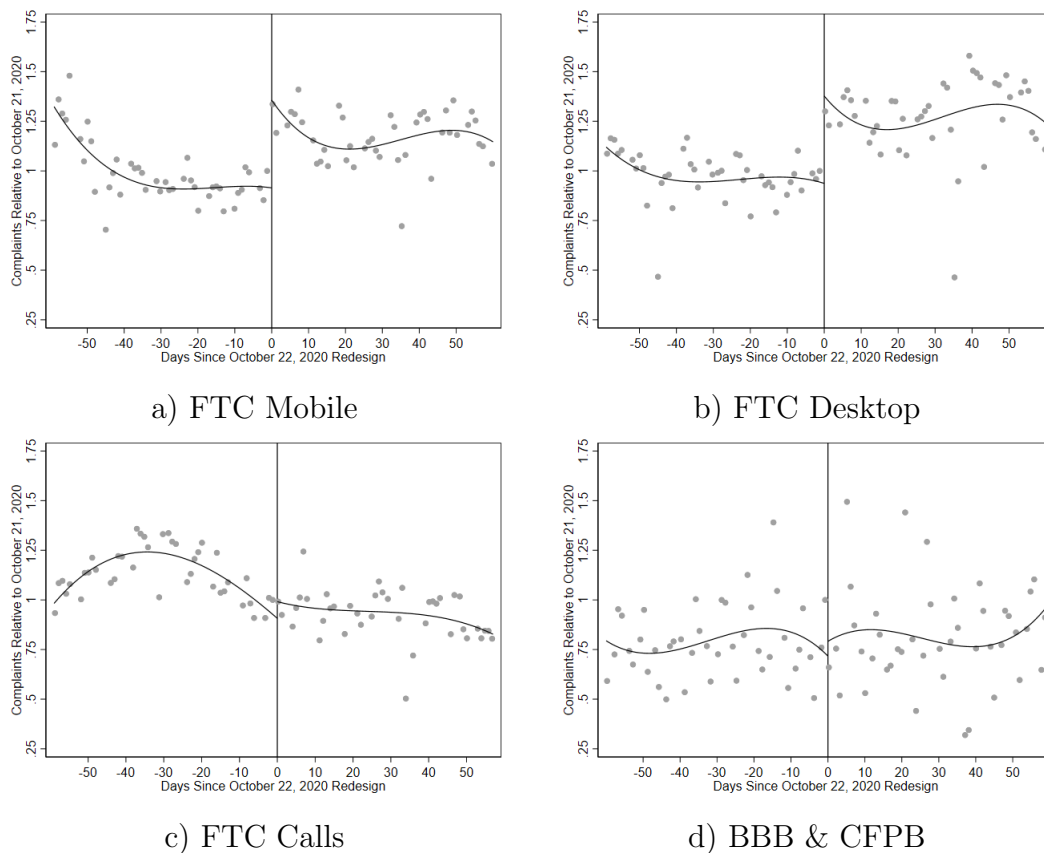 Complaints Relative to October 21, 2020
.25 .5 .75 1 1.25 1.5 1.75
-50 -40 -30 -20 -10 0 10 20 30 40 50
Days Since October 22, 2020 Redesign
a) FTC Mobile
Complaints Relative to October 21, 2020
.25 .5 .75 1 1.25 1.5 1.75
-50 -40 -30 -20 -10 0 10 20 30 40 50
Days Since October 22, 2020 Redesign
b) FTC Desktop
Complaints Relative to October 21, 2020
.25 .5 .75 1 1.25 1.5 1.75
-50 -40 -30 -20 -10 0 10 20 30 40 50
Days Since October 22, 2020 Redesign
c) FTC Calls
Complaints Relative to October 21, 2020
.25 .5 .75 1 1.25 1.5 1.75
-50 -40 -30 -20 -10 0 10 20 30 40 50
Days Since October 22, 2020 Redesign
d) BBB & CFPB